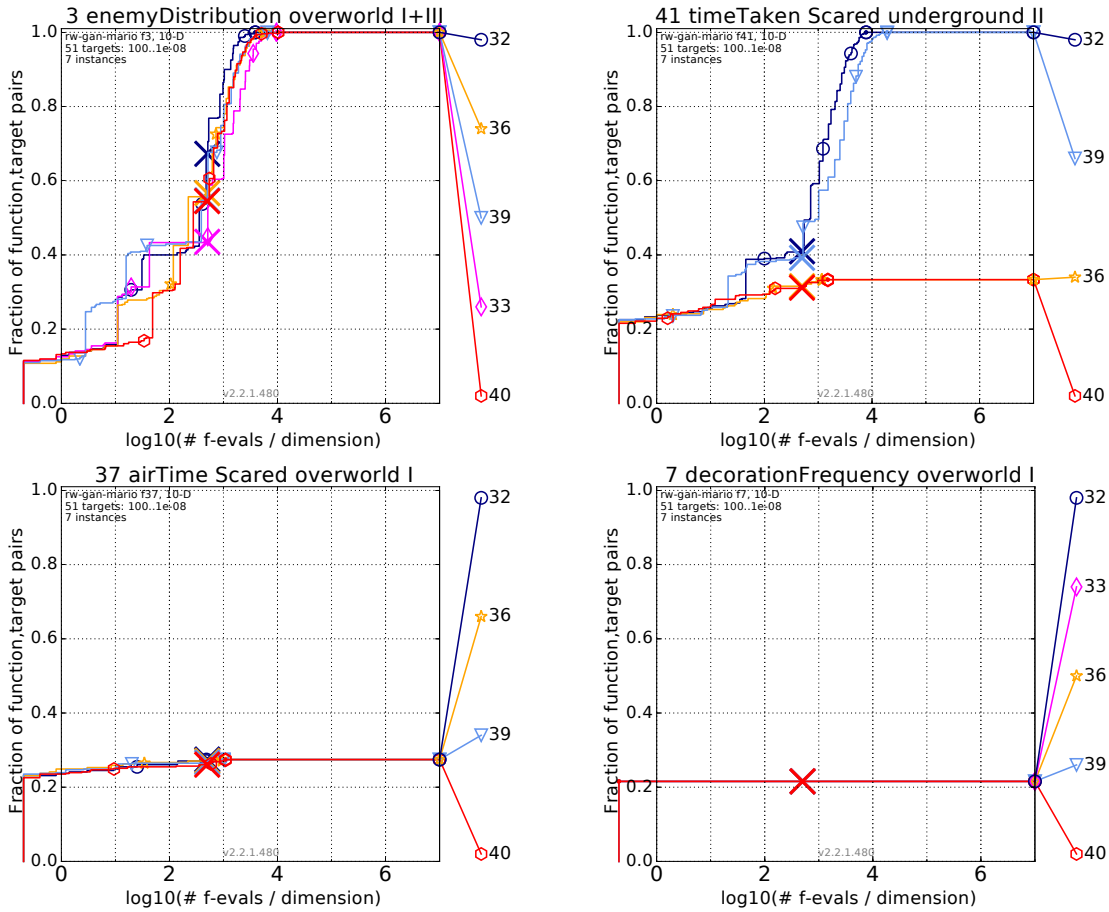 3 enemyDistribution overworld I+III
rw-gan-mario f3, 10-D
51 targets: 100..1e-08
7 instances
Fraction of function,target pairs
1.0
0.8
0.6
0.4
0.2
0.0
0 2 4 6
log10(# f-evals / dimension)
v2.2.1.480
32
36
39
33
40
41 timeTaken Scared underground II
rw-gan-mario f41, 10-D
51 targets: 100..1e-08
7 instances
Fraction of function,target pairs
1.0
0.8
0.6
0.4
0.2
0.0
0 2 4 6
log10(# f-evals / dimension)
v2.2.1.480
32
39
36
40
37 airTime Scared overworld I
rw-gan-mario f37, 10-D
51 targets: 100..1e-08
7 instances
Fraction of function,target pairs
1.0
0.8
0.6
0.4
0.2
0.0
0 2 4 6
log10(# f-evals / dimension)
v2.2.1.480
32
36
39
40
7 decorationFrequency overworld I
rw-gan-mario f7, 10-D
51 targets: 100..1e-08
7 instances
Fraction of function,target pairs
1.0
0.8
0.6
0.4
0.2
0.0
0 2 4 6
log10(# f-evals / dimension)
v2.2.1.480
32
33
36
39
40